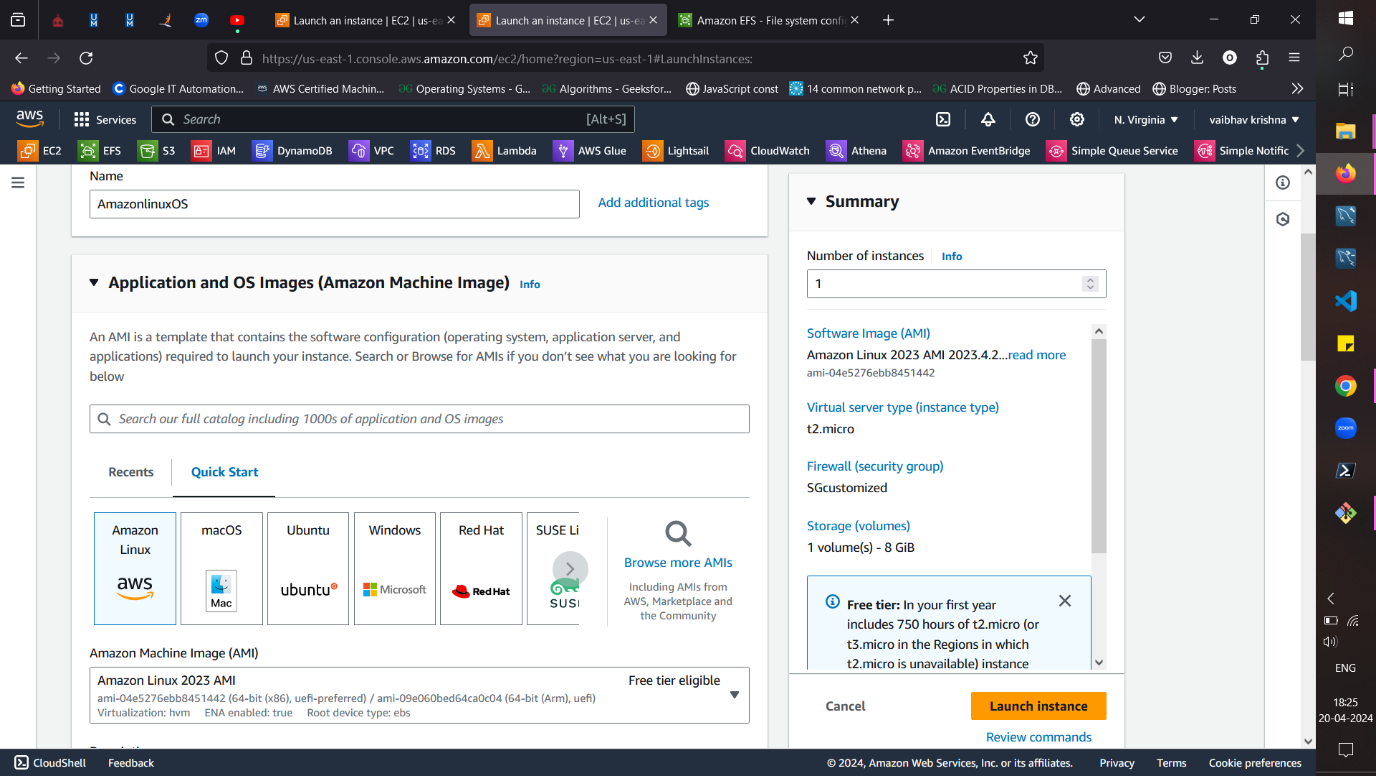 Launch an instance | EC2 | us-ea
Launch an instance | EC2 | us-ea
Amazon EFS - File system confi
https://us-east-1.console.aws.amazon.com/ec2/home?region=us-east-1#LaunchInstances:
Getting Started
Google IT Automation...
AWS Certified Machin...
Operating Systems - G...
Algorithms - Geeksfor...
JavaScript const
14 common network p...
ACID Properties in DB...
Advanced
Blogger: Posts
aws
Services
Search
[Alt+S]
N. Virginia
vaibhav krishna
EC2
EFS
S3
IAM
DynamoDB
VPC
RDS
Lambda
AWS Glue
Lightsail
CloudWatch
Athena
Amazon EventBridge
Simple Queue Service
Simple Notific
Name
AmazonlinuxOS
Add additional tags
Application and OS Images (Amazon Machine Image) Info
An AMI is a template that contains the software configuration (operating system, application server, and
applications) required to launch your instance. Search or Browse for AMIs if you don't see what you are looking for
below
Search our full catalog including 1000s of application and OS images
Recents
Quick Start
Amazon
Linux
aws
macOS
Mac
Ubuntu
ubuntu
Windows
Microsoft
Red Hat
Red Hat
SUSE Li
SUS
Browse more AMIs
Including AMIs from
AWS, Marketplace and
the Community
Amazon Machine Image (AMI)
Amazon Linux 2023 AMI
Free tier eligible
ami-04e5276ebb8451442 (64-bit (x86), uefi-preferred) / ami-09e060bed64ca0c04 (64-bit (Arm), uefi)
Virtualization: hvm ENA enabled: true Root device type: ebs
Summary
Number of instances Info
1
Software Image (AMI)
Amazon Linux 2023 AMI 2023.4.2...read more
ami-04e5276ebb8451442
Virtual server type (instance type)
t2.micro
Firewall (security group)
SGcustomized
Storage (volumes)
1 volume(s) - 8 GiB
Free tier: In your first year
includes 750 hours of t2.micro (or
t3.micro in the Regions in which
t2.micro is unavailable) instance
Cancel
Launch instance
Review commands
CloudShell
Feedback
© 2024, Amazon Web Services, Inc. or its affiliates.
Privacy
Terms
Cookie preferences
zm
zoom
ENG
18:25
20-04-2024